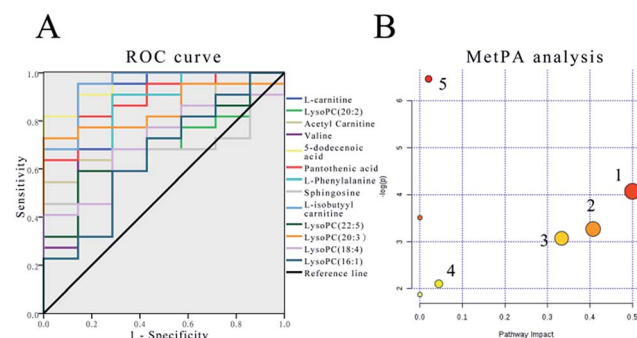 A
B
ROC curve
MetPA analysis
Sensitivity
1.0
0.8
0.6
0.4
0.2
0.0
0.0
0.2
0.4
0.6
0.8
1.0
1 - Specificity
L-carnitine
LysoPC(20:2)
Acetyl Carnitine
Valine
5-dodecenoic
acid
Pantothenic acid
L-Phenylalanine
Sphingosine
L-isobutyyl
carnitine
LysoPC(22:5)
LysoPC(20:3)
LysoPC(18:4)
LysoPC(16:1)
Reference line
-log(p)
6
5
4
3
2
5
1
2
3
4
0.0
0.1
0.2
0.3
0.4
0.5
Pathway Impact